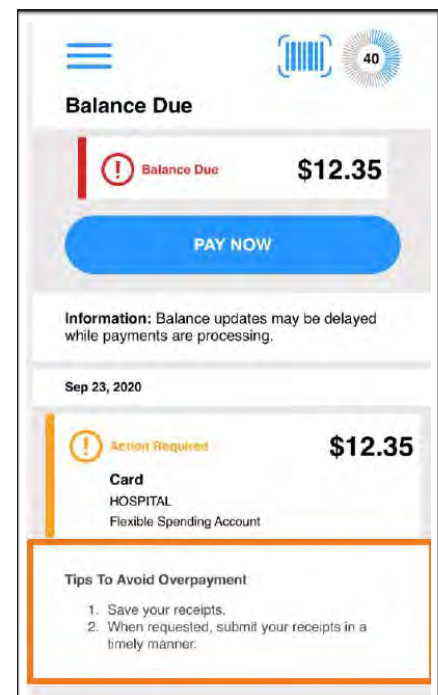 40
Balance Due
Balance Due $12.35
PAY NOW
Information: Balance updates may be delayed
while payments are processing.
Sep 23, 2020
Action Required $12.35
Card
HOSPITAL
Flexible Spending Account
Tips To Avoid Overpayment
1. Save your receipts.
2. When requested, submit your receipts in a
timely manner.